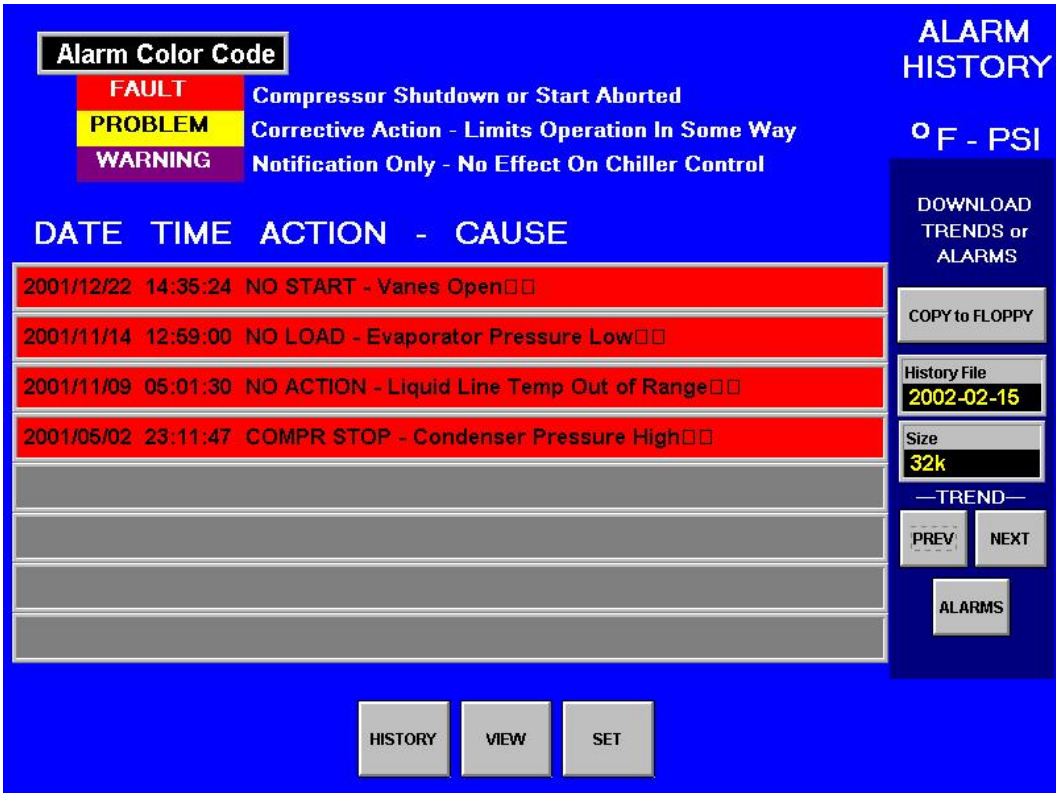 Alarm Color Code
FAULT Compressor Shutdown or Start Aborted
PROBLEM Corrective Action - Limits Operation In Some Way
WARNING Notification Only - No Effect On Chiller Control
ALARM
HISTORY
°F - PSI
DATE TIME ACTION - CAUSE
2001/12/22 14:35:24 NO START - Vanes Open□□
2001/11/14 12:59:00 NO LOAD - Evaporator Pressure Low□□
2001/11/09 05:01:30 NO ACTION - Liquid Line Temp Out of Range□□
2001/05/02 23:11:47 COMPR STOP - Condenser Pressure High□□
DOWNLOAD
TRENDS or
ALARMS
COPY to FLOPPY
History File
2002-02-15
Size
32k
—TREND—
PREV NEXT
ALARMS
HISTORY VIEW SET